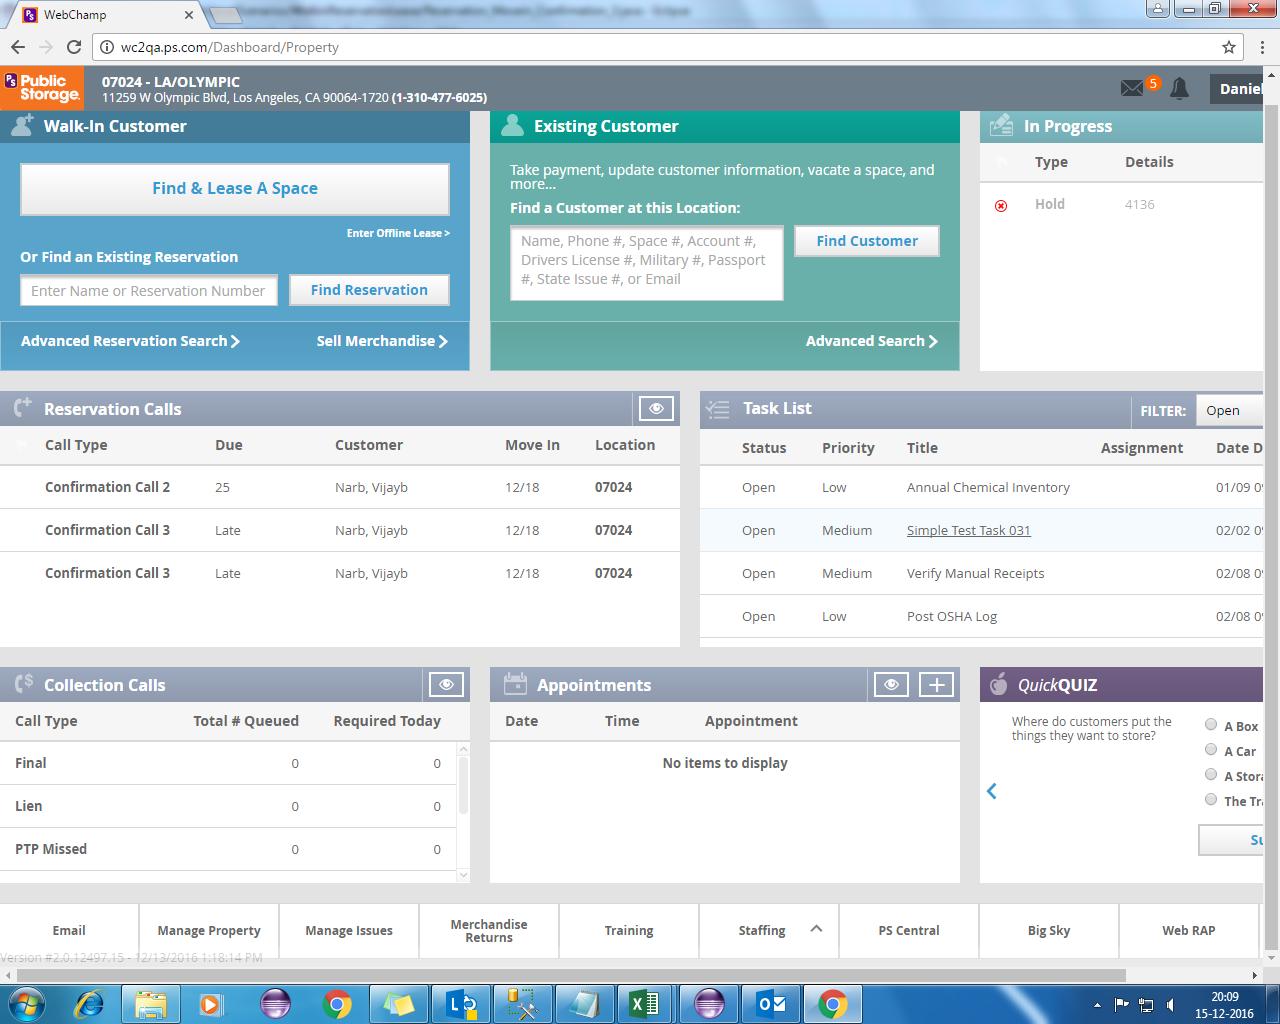 WebChamp
wc2qa.ps.com/Dashboard/Property
PS Public Storage
07024 - LA/OLYMPIC
11259 W Olympic Blvd, Los Angeles, CA 90064-1720 (1-310-477-6025)
5
Daniel
Walk-In Customer
Find & Lease A Space
Enter Offline Lease >
Or Find an Existing Reservation
Enter Name or Reservation Number
Find Reservation
Advanced Reservation Search
Sell Merchandise
Existing Customer
Take payment, update customer information, vacate a space, and
more...
Find a Customer at this Location:
Name, Phone #, Space #, Account #,
Drivers License #, Military #, Passport
#, State Issue #, or Email
Find Customer
Advanced Search
In Progress
Type Details
Hold 4136
Reservation Calls
Call Type Due Customer Move In Location
Confirmation Call 2 25 Narb, Vijayb 12/18 07024
Confirmation Call 3 Late Narb, Vijayb 12/18 07024
Confirmation Call 3 Late Narb, Vijayb 12/18 07024
Task List
FILTER: Open
Status Priority Title Assignment Date D
Open Low Annual Chemical Inventory 01/09
Open Medium Simple Test Task 031 02/02
Open Medium Verify Manual Receipts 02/08
Open Low Post OSHA Log 02/08
Collection Calls
Call Type Total # Queued Required Today
Final 0 0
Lien 0 0
PTP Missed 0 0
Appointments
Date Time Appointment
No items to display
QuickQUIZ
Where do customers put the
things they want to store?
A Box
A Car
A Stora
The Tra
Su
Email
Manage Property
Manage Issues
Merchandise
Returns
Training
Staffing
PS Central
Big Sky
Web RAP
Version #2.0.12497.15 - 12/13/2016 1:18:14 PM
20:09
15-12-2016